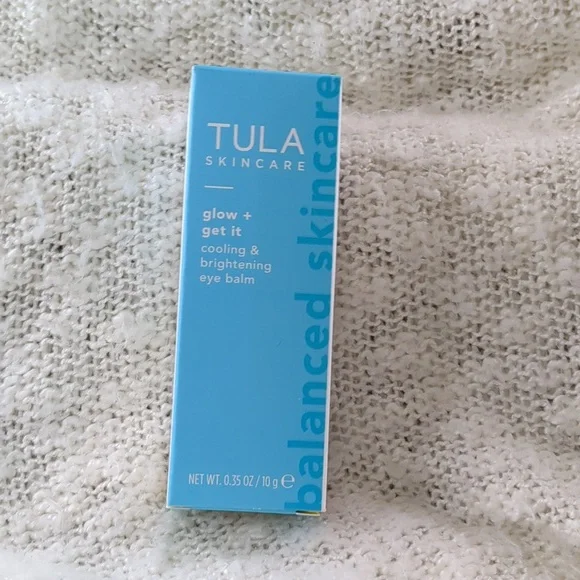 TULA
SKINCARE
glow +
get it
cooling &
brightening
eye balm
NET WT. 0.35 OZ / 10 g ℮
balanced skincare